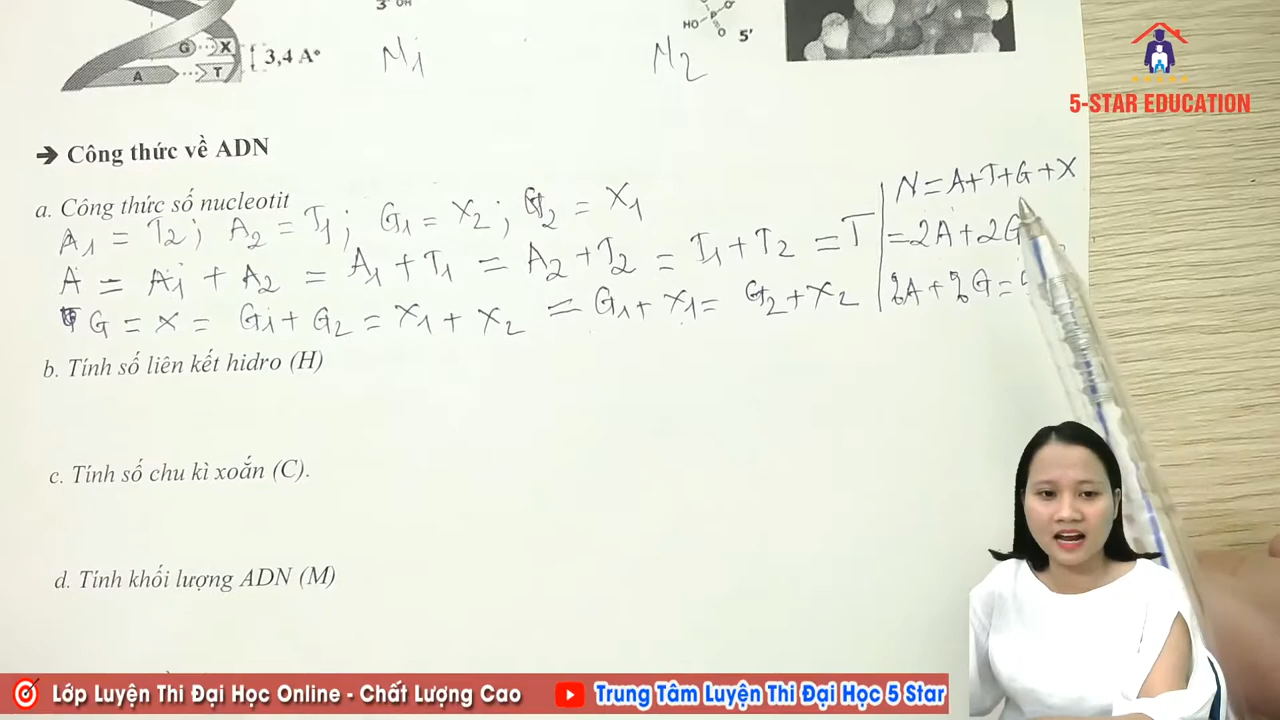 3' OH
HO P O
O 5'
G X
3,4 A°
A T
M1 M2
5-STAR EDUCATION
➔ Công thức về ADN
a. Công thức số nucleotit
A1 = T2; A2 = T1; G1 = X2; G2 = X1
A = A1 + A2 = A1 + T1 = A2 + T2 = T1 + T2 = T
G = X = G1 + G2 = X1 + X2 = G1 + X1 = G2 + X2
N = A+T+G+X
= 2A + 2G
%A + %G =
b. Tính số liên kết hidro (H)
c. Tính số chu kì xoắn (C).
d. Tính khối lượng ADN (M)
Lớp Luyện Thi Đại Học Online - Chất Lượng Cao
Trung Tâm Luyện Thi Đại Học 5 Star